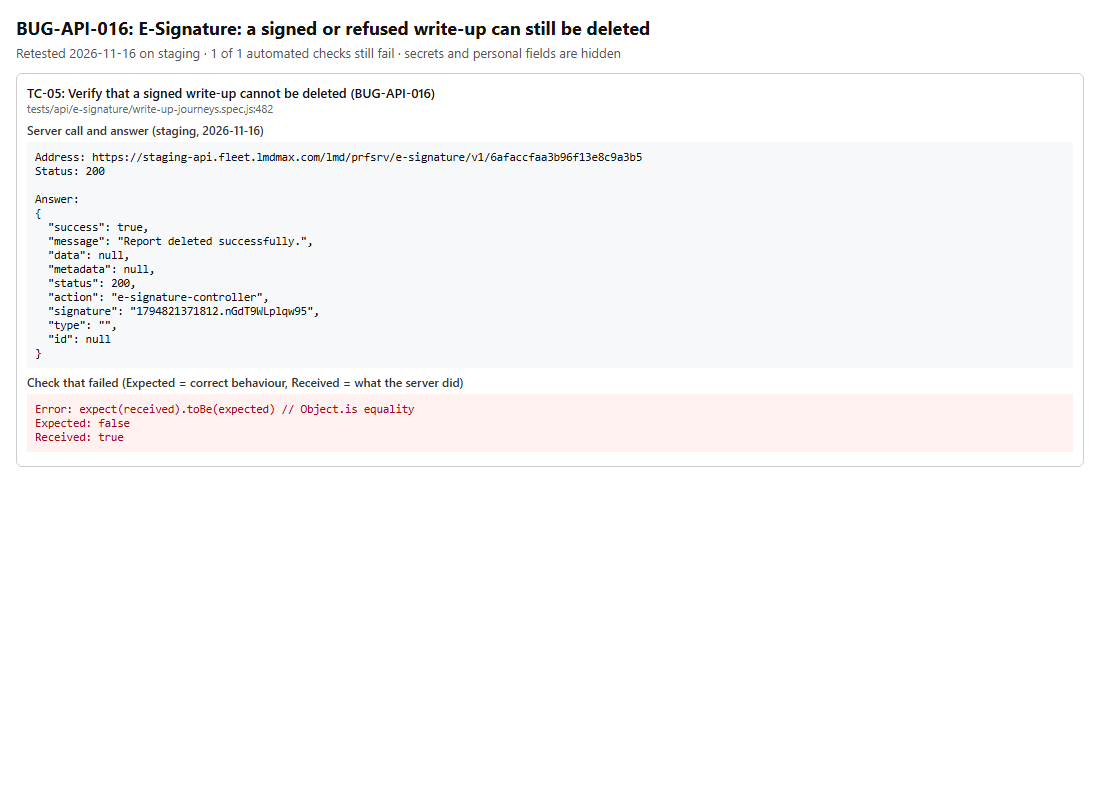 BUG-API-016: E-Signature: a signed or refused write-up can still be deleted
Retested 2026-11-16 on staging · 1 of 1 automated checks still fail · secrets and personal fields are hidden
TC-05: Verify that a signed write-up cannot be deleted (BUG-API-016)
tests/api/e-signature/write-up-journeys.spec.js:482
Server call and answer (staging, 2026-11-16)
Address: https://staging-api.fleet.lmdmax.com/lmd/prfsrv/e-signature/v1/6afaccfaa3b96f13e8c9a3b5
Status: 200
Answer:
{
"success": true,
"message": "Report deleted successfully.",
"data": null,
"metadata": null,
"status": 200,
"action": "e-signature-controller",
"signature": "1794821371812.nGdT9WLplqw95",
"type": "",
"id": null
}
Check that failed (Expected = correct behaviour, Received = what the server did)
Error: expect(received).toBe(expected) // Object.is equality
Expected: false
Received: true